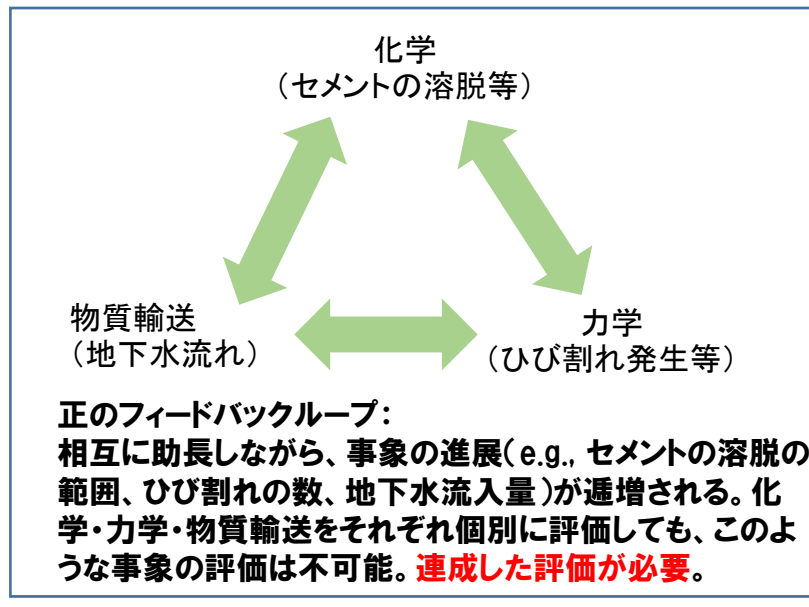 化学
（セメントの溶脱等）
物質輸送
（地下水流れ）
力学
（ひび割れ発生等）
正のフィードバックループ：
相互に助長しながら、事象の進展（e.g., セメントの溶脱の
範囲、ひび割れの数、地下水流入量）が逓増される。化
学・力学・物質輸送をそれぞれ個別に評価しても、このよ
うな事象の評価は不可能。連成した評価が必要。